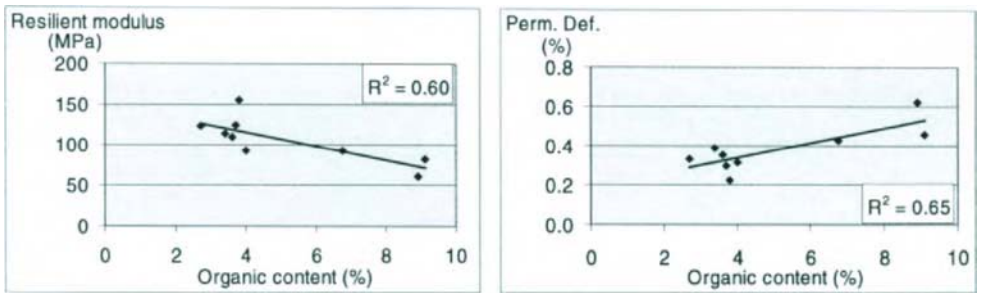 Resilient modulus
(MPa)
200
150
100
50
0
R² = 0.60
0 2 4 6 8 10
Organic content (%)
Perm. Def.
(%)
0.8
0.6
0.4
0.2
0.0
R² = 0.65
0 2 4 6 8 10
Organic content (%)